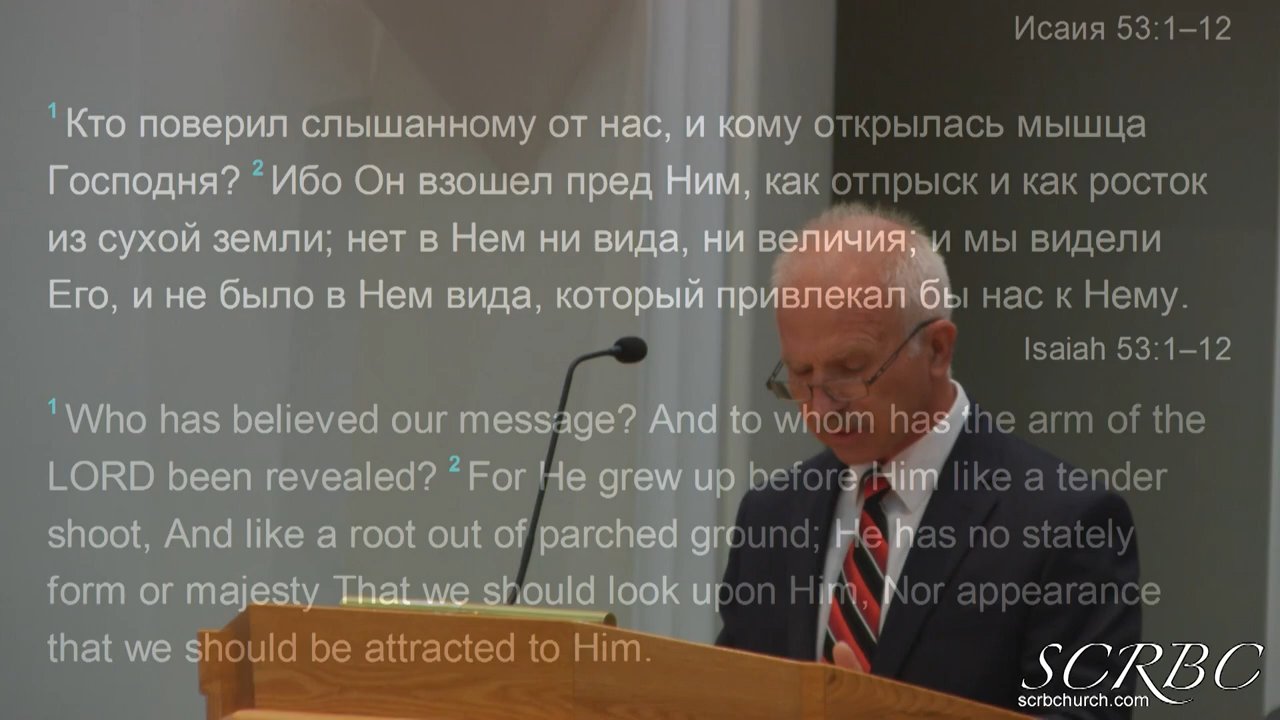 Исаия 53:1–12
1 Кто поверил слышанному от нас, и кому открылась мышца
Господня? 2 Ибо Он взошел пред Ним, как отпрыск и как росток
из сухой земли; нет в Нем ни вида, ни величия; и мы видели
Его, и не было в Нем вида, который привлекал бы нас к Нему.
Isaiah 53:1–12
1 Who has believed our message? And to whom has the arm of the
LORD been revealed? 2 For He grew up before Him like a tender
shoot, And like a root out of parched ground; He has no stately
form or majesty That we should look upon Him, Nor appearance
that we should be attracted to Him.
SCRBC
scrbchurch.com